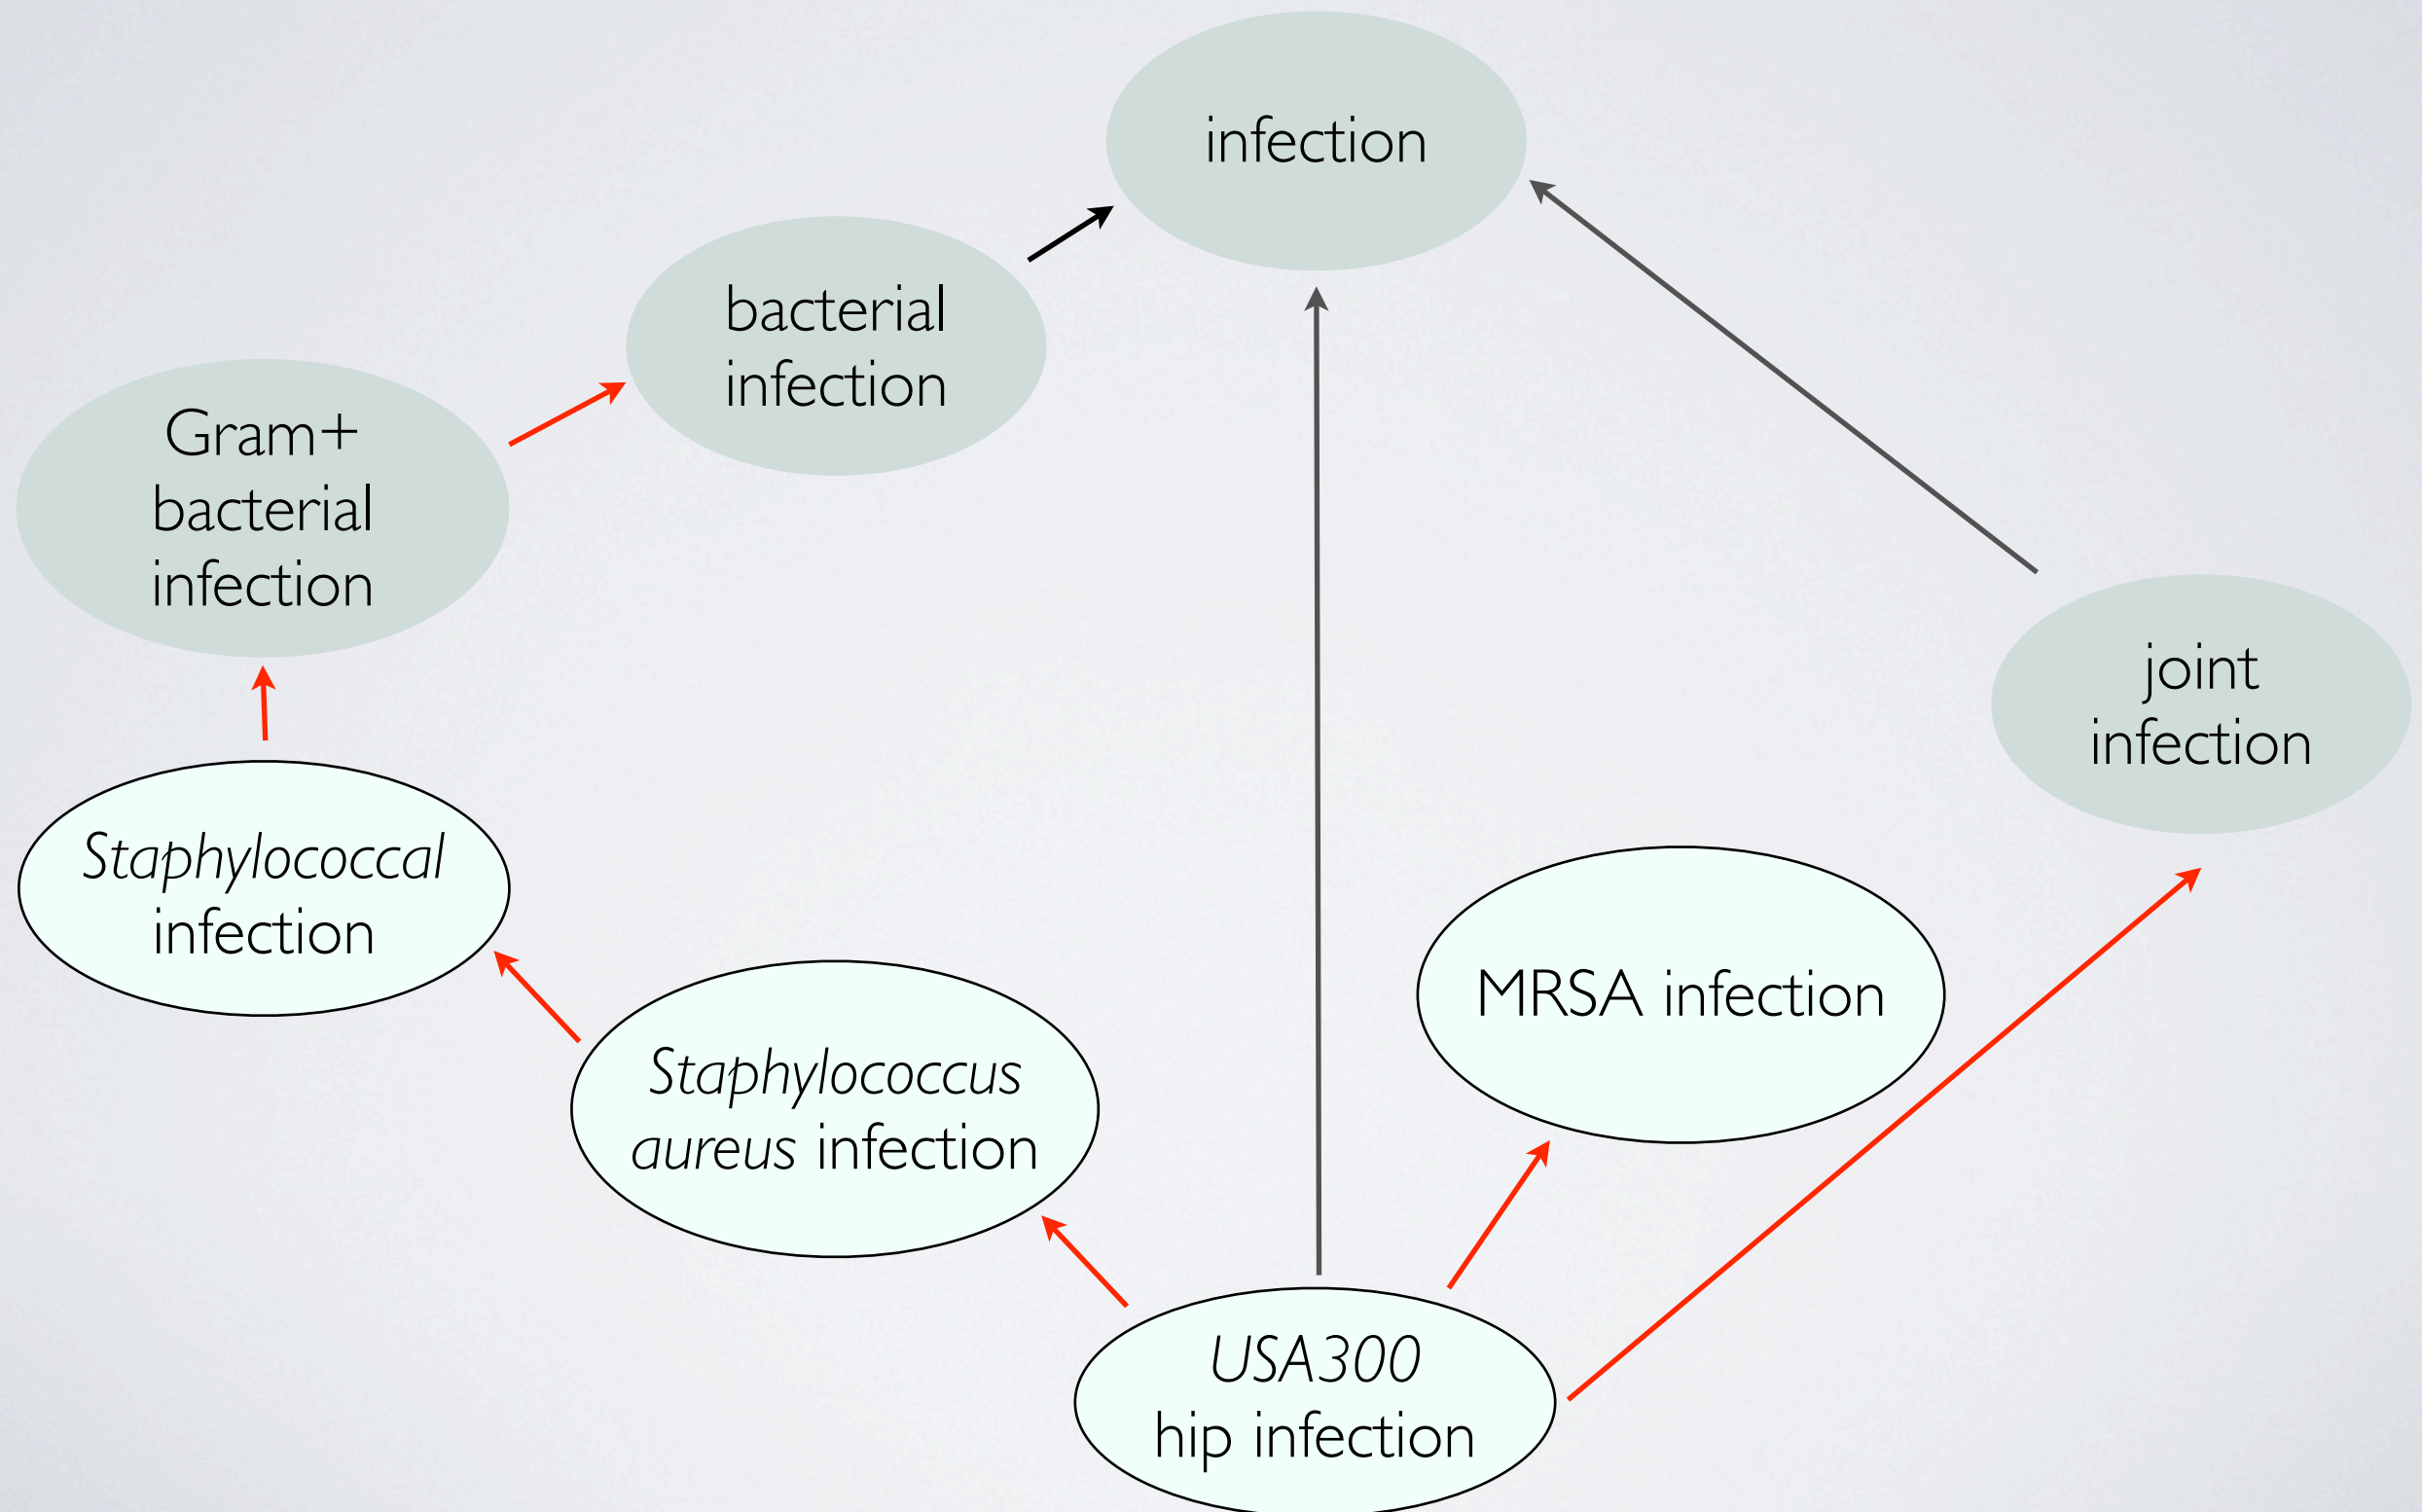 infection
bacterial
infection
Gram+
bacterial
infection
joint
infection
Staphylococcal
infection
MRSA infection
Staphylococcus
aureus infection
USA300
hip infection